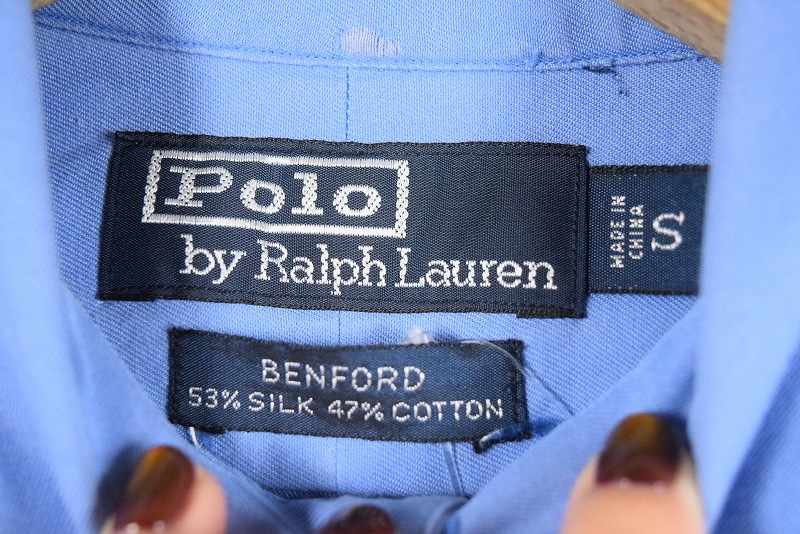 Polo
by Ralph Lauren
MADE IN
CHINA
S
BENFORD
53% SILK 47% COTTON